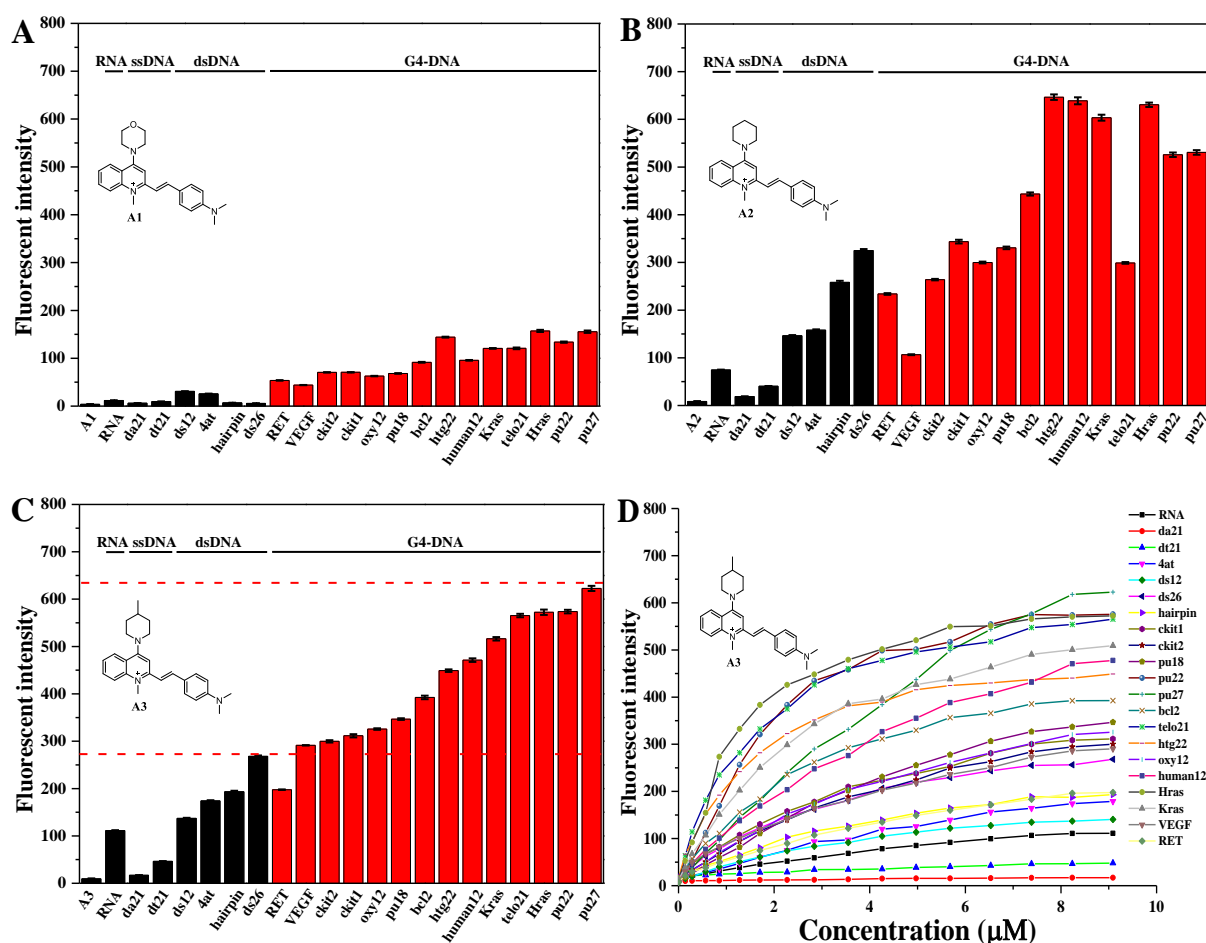 A
Fluorescent intensity
800
700
600
500
400
300
200
100
0
RNA ssDNA dsDNA G4-DNA
O
N
N
+
N
A1
A1 RNA da21 dt21 ds12 4at hairpin ds26 RET VEGF ckit2 ckit1 oxy12 pu18 bcl2 htg22 human12 Kras telo21 Hras pu22 pu27
B
Fluorescent intensity
800
700
600
500
400
300
200
100
0
RNA ssDNA dsDNA G4-DNA
N
N
+
N
A2
A2 RNA da21 dt21 ds12 4at hairpin ds26 RET VEGF ckit2 ckit1 oxy12 pu18 bcl2 htg22 human12 Kras telo21 Hras pu22 pu27
C
Fluorescent intensity
800
700
600
500
400
300
200
100
0
RNA ssDNA dsDNA G4-DNA
N
N
+
N
A3
A3 RNA da21 dt21 ds12 4at hairpin ds26 RET VEGF ckit2 ckit1 oxy12 pu18 bcl2 htg22 human12 Kras telo21 Hras pu22 pu27
D
Fluorescent intensity
800
700
600
500
400
300
200
100
0
N
N
+
N
A3
RNA
da21
dt21
4at
ds12
ds26
hairpin
ckit1
ckit2
pu18
pu22
pu27
bcl2
telo21
htg22
oxy12
human12
Hras
Kras
VEGF
RET
0 2 4 6 8 10
Concentration (μM)